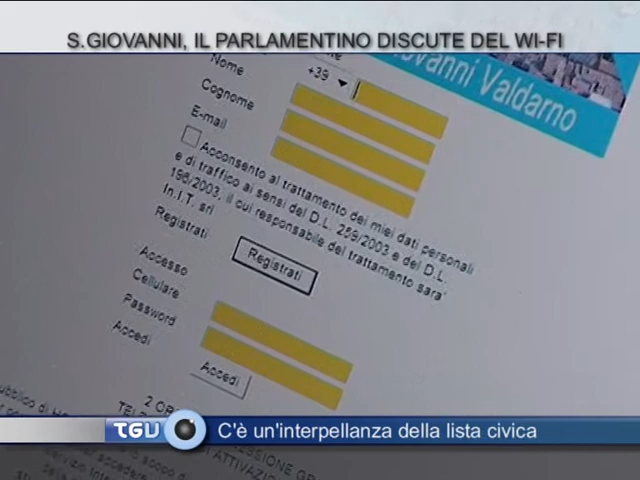 S.GIOVANNI, IL PARLAMENTINO DISCUTE DEL WI-FI
Valdarno
Nome
+39
Cognome
E-mail
Acconsento al trattamento dei miei dati personali
e di traffico ai sensi del D.L. 259/2003 e del D.L.
196/2003, il cui responsabile del trattamento sara'
In.I.T. srl
Registrati
Registrati
Accesso
Cellulare
Password
Accedi
Accedi
TGV
C'è un'interpellanza della lista civica